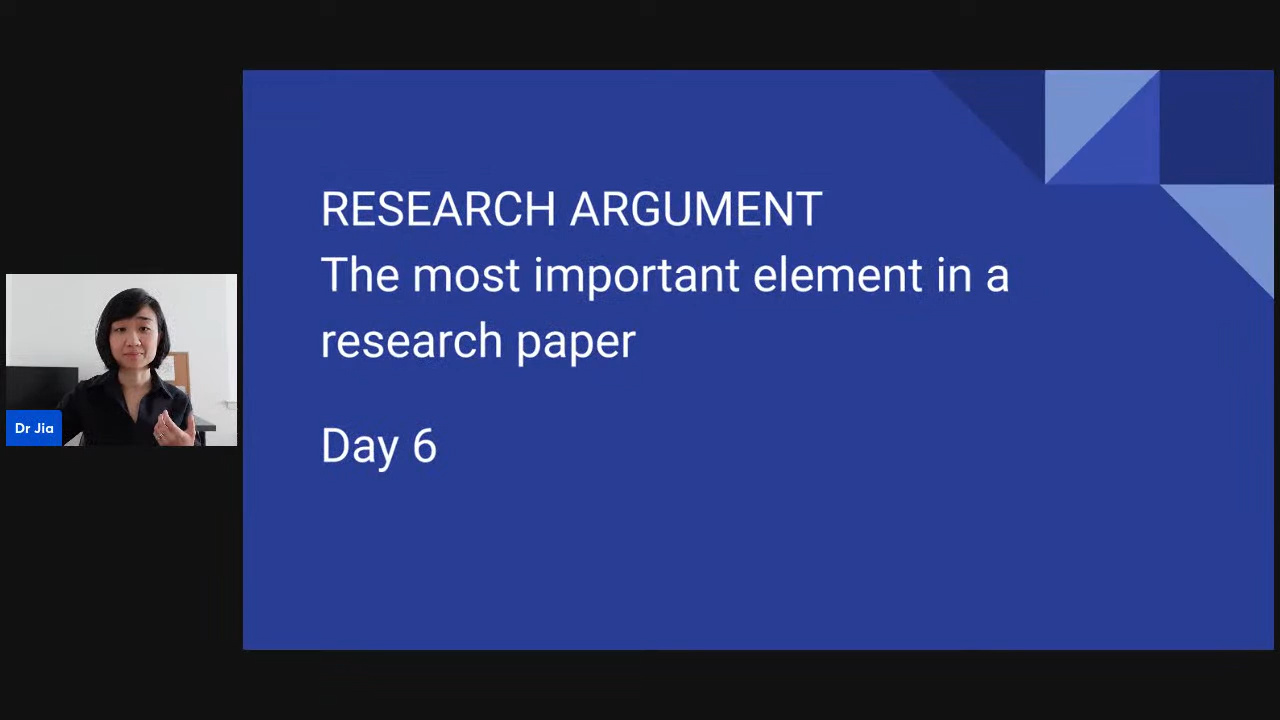 RESEARCH ARGUMENT
The most important element in a
research paper
Day 6
Dr Jia